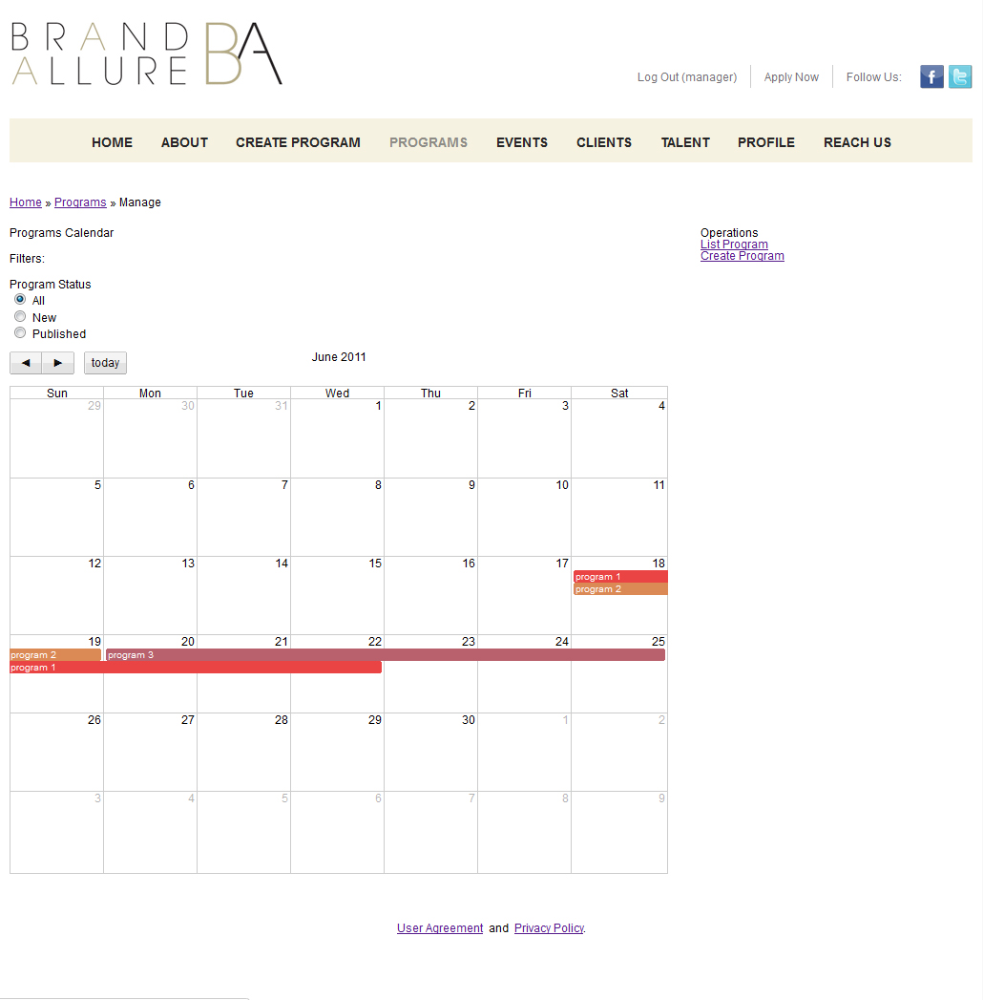 BRAND
ALLURE BA
Log Out (manager) Apply Now Follow Us: f t
HOME ABOUT CREATE PROGRAM PROGRAMS EVENTS CLIENTS TALENT PROFILE REACH US
Home » Programs » Manage
Programs Calendar
Filters:
Program Status
All
New
Published
Operations
List Program
Create Program
today
June 2011
Sun Mon Tue Wed Thu Fri Sat
29 30 31 1 2 3 4
5 6 7 8 9 10 11
12 13 14 15 16 17 18
program 1
program 2
19 20 21 22 23 24 25
program 2 program 3
program 1
26 27 28 29 30 1 2
3 4 5 6 7 8 9
User Agreement and Privacy Policy.